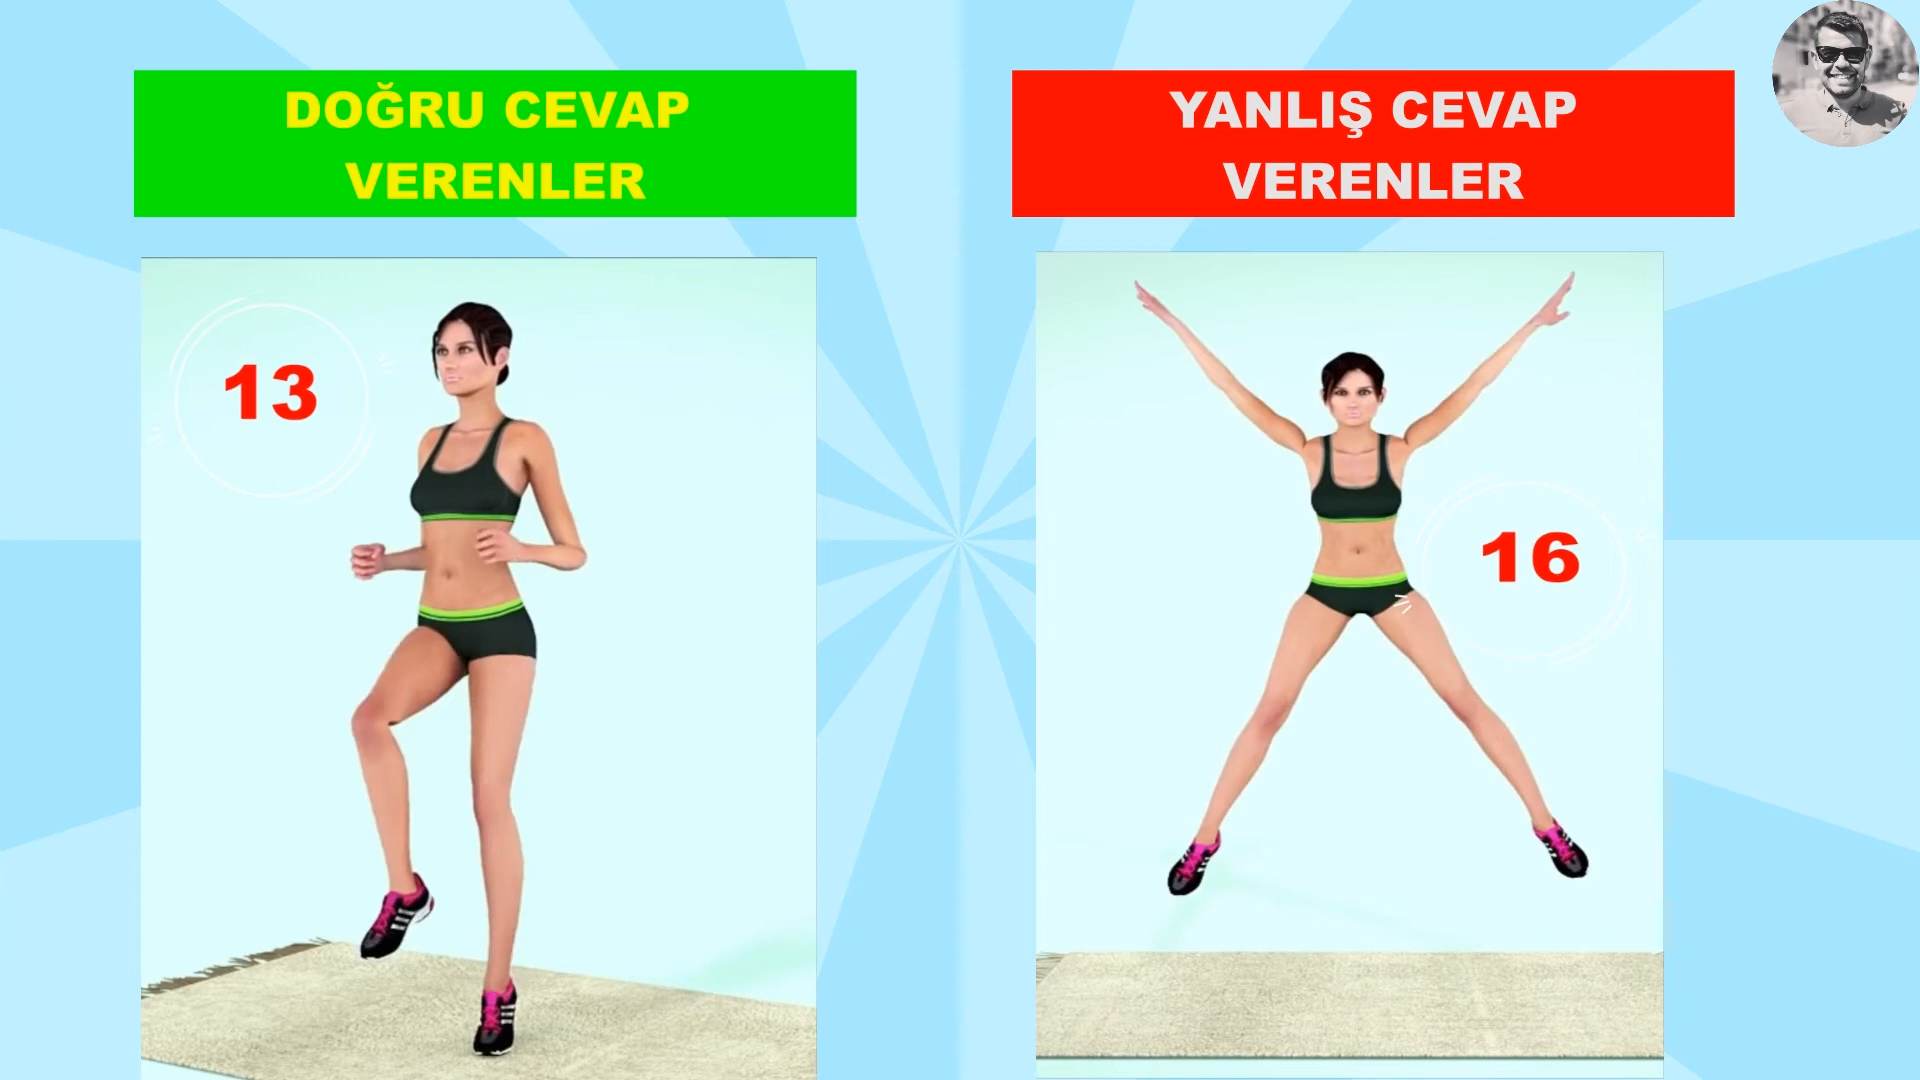 DOĞRU CEVAP
VERENLER
YANLIŞ CEVAP
VERENLER
13
16